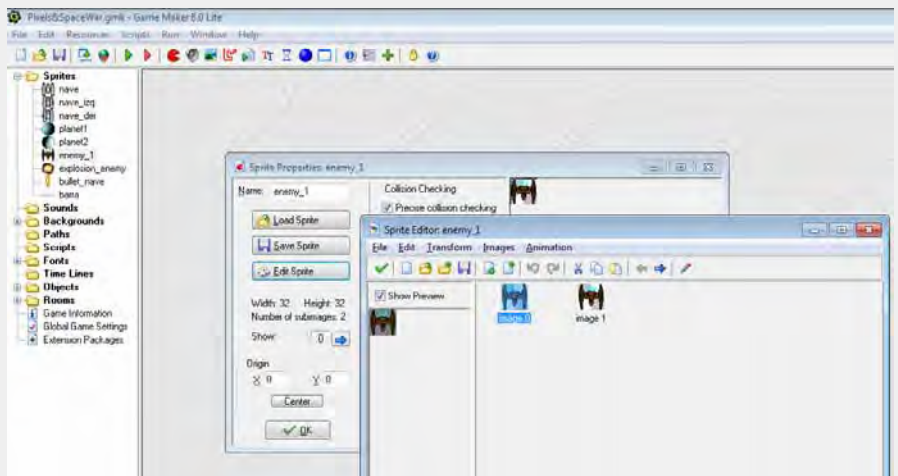 Pixels&SpaceWar.gmk - Game Maker 8.0 Lite
File Edit Resources Scripts Run Window Help
Sprites
nave
nave_izq
nave_der
planet1
planet2
enemy_1
explosion_enemy
bullet_nave
barra
Sounds
Backgrounds
Paths
Scripts
Fonts
Time Lines
Objects
Rooms
Game Information
Global Game Settings
Extension Packages
Sprite Properties: enemy_1
Name: enemy_1
Load Sprite
Save Sprite
Edit Sprite
Width: 32 Height: 32
Number of subimages: 2
Show: 0
Origin
X 0 Y 0
Center
OK
Collision Checking
Precise collision checking
Sprite Editor: enemy_1
File Edit Transform Images Animation
Show Preview
image 0 image 1